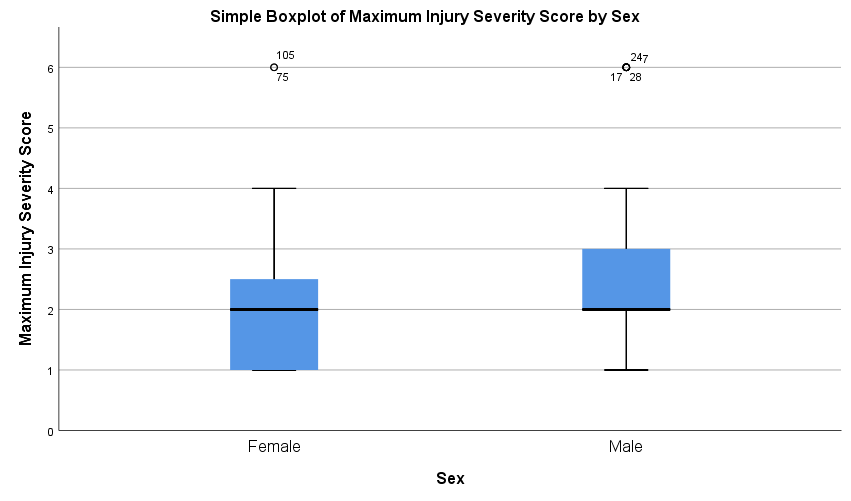 Simple Boxplot of Maximum Injury Severity Score by Sex
Maximum Injury Severity Score
6
5
4
3
2
1
0
105
75
247
17 28
Female
Male
Sex